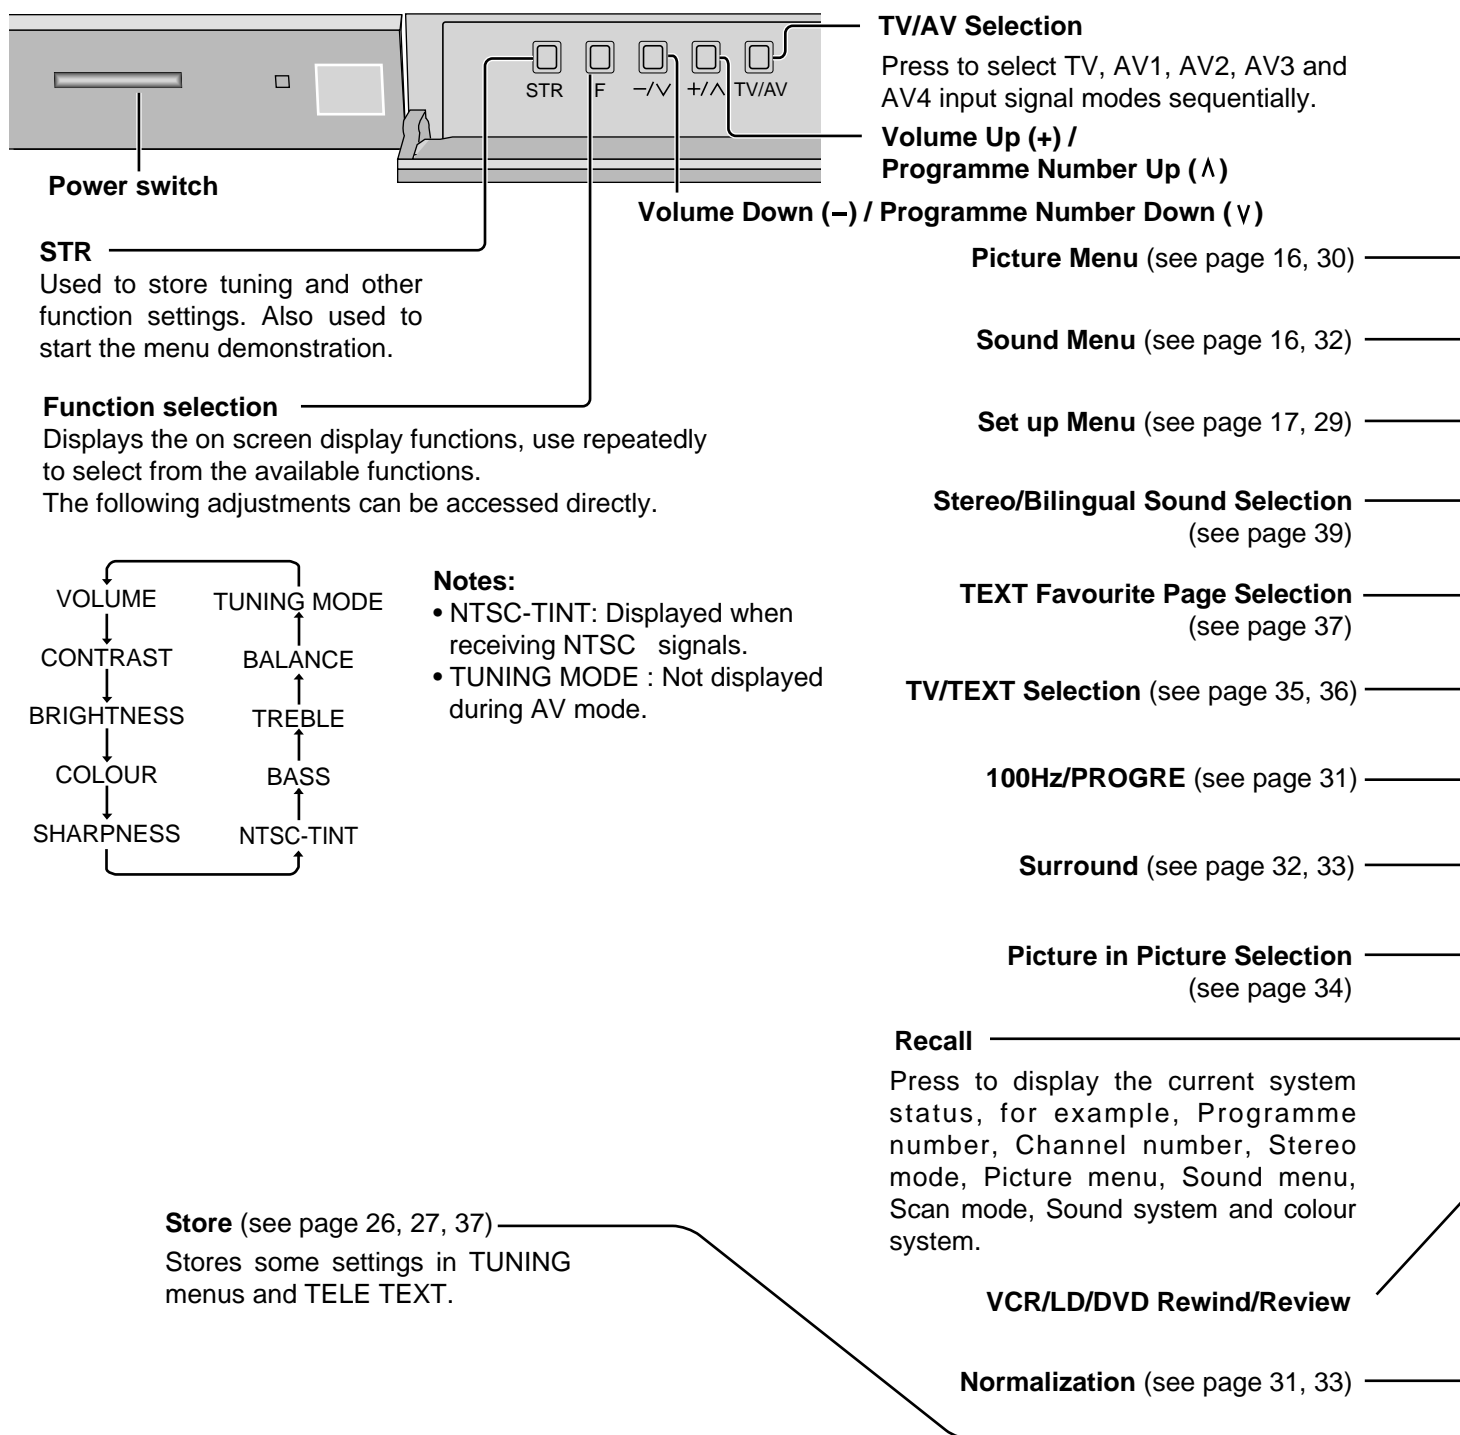 TV/AV Selection
Press to select TV, AV1, AV2, AV3 and
AV4 input signal modes sequentially.
STR F −/∨ +/∧ TV/AV
Volume Up (+) /
Programme Number Up (∧)
Power switch
Volume Down (–) / Programme Number Down (∨)
STR
Used to store tuning and other
function settings. Also used to
start the menu demonstration.
Function selection
Displays the on screen display functions, use repeatedly
to select from the available functions.
The following adjustments can be accessed directly.
VOLUME
CONTRAST
BRIGHTNESS
COLOUR
SHARPNESS
TUNING MODE
BALANCE
TREBLE
BASS
NTSC-TINT
Notes:
• NTSC-TINT: Displayed when
receiving NTSC signals.
• TUNING MODE : Not displayed
during AV mode.
Picture Menu (see page 16, 30)
Sound Menu (see page 16, 32)
Set up Menu (see page 17, 29)
Stereo/Bilingual Sound Selection
(see page 39)
TEXT Favourite Page Selection
(see page 37)
TV/TEXT Selection (see page 35, 36)
100Hz/PROGRE (see page 31)
Surround (see page 32, 33)
Picture in Picture Selection
(see page 34)
Recall
Press to display the current system
status, for example, Programme
number, Channel number, Stereo
mode, Picture menu, Sound menu,
Scan mode, Sound system and colour
system.
Store (see page 26, 27, 37)
Stores some settings in TUNING
menus and TELE TEXT.
VCR/LD/DVD Rewind/Review
Normalization (see page 31, 33)